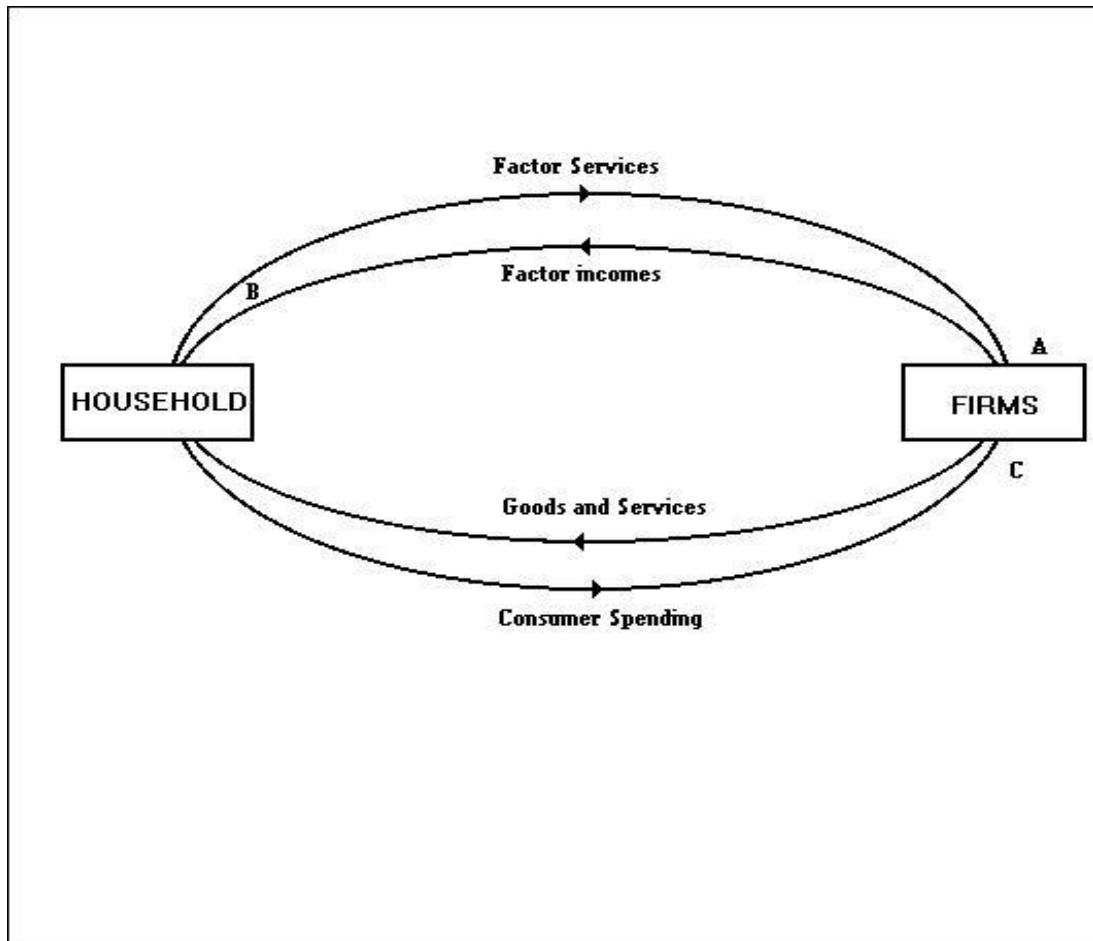 Factor Services
Factor incomes
B
A
HOUSEHOLD
FIRMS
C
Goods and Services
Consumer Spending